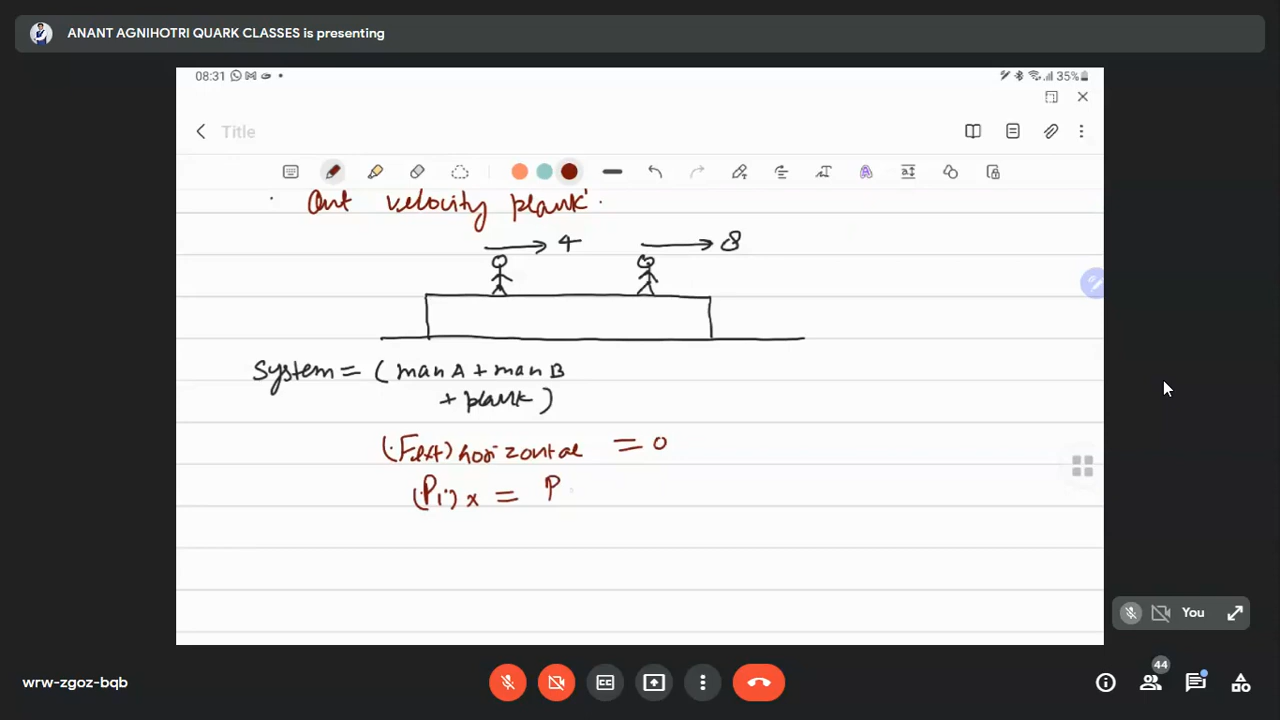 ANANT AGNIHOTRI QUARK CLASSES is presenting
08:31 35%
Title
velocity plank
4 8
System = ( man A + man B
+ plank )
(Fext) horizontal = 0
(Pi) x = P
You
44
wrw-zgoz-bqb
CC